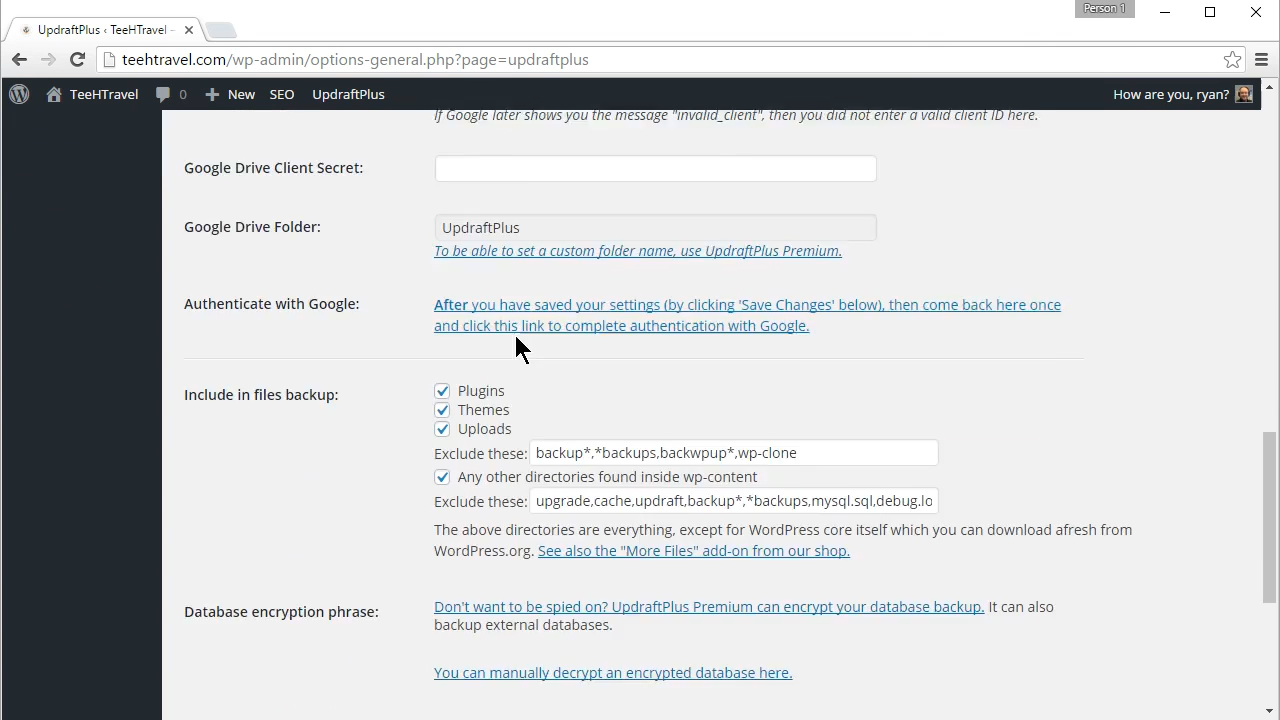 Person 1
UpdraftPlus ‹ TeeHTravel –
teehtravel.com/wp-admin/options-general.php?page=updraftplus
TeeHTravel 0 New SEO UpdraftPlus How are you, ryan?
If Google later shows you the message "invalid_client", then you did not enter a valid client ID here.
Google Drive Client Secret:
Google Drive Folder: UpdraftPlus
To be able to set a custom folder name, use UpdraftPlus Premium.
Authenticate with Google: After you have saved your settings (by clicking 'Save Changes' below), then come back here once
and click this link to complete authentication with Google.
Include in files backup: Plugins
Themes
Uploads
Exclude these: backup*,*backups,backwpup*,wp-clone
Any other directories found inside wp-content
Exclude these: upgrade,cache,updraft,backup*,*backups,mysql.sql,debug.lo
The above directories are everything, except for WordPress core itself which you can download afresh from
WordPress.org. See also the "More Files" add-on from our shop.
Database encryption phrase: Don't want to be spied on? UpdraftPlus Premium can encrypt your database backup. It can also
backup external databases.
You can manually decrypt an encrypted database here.